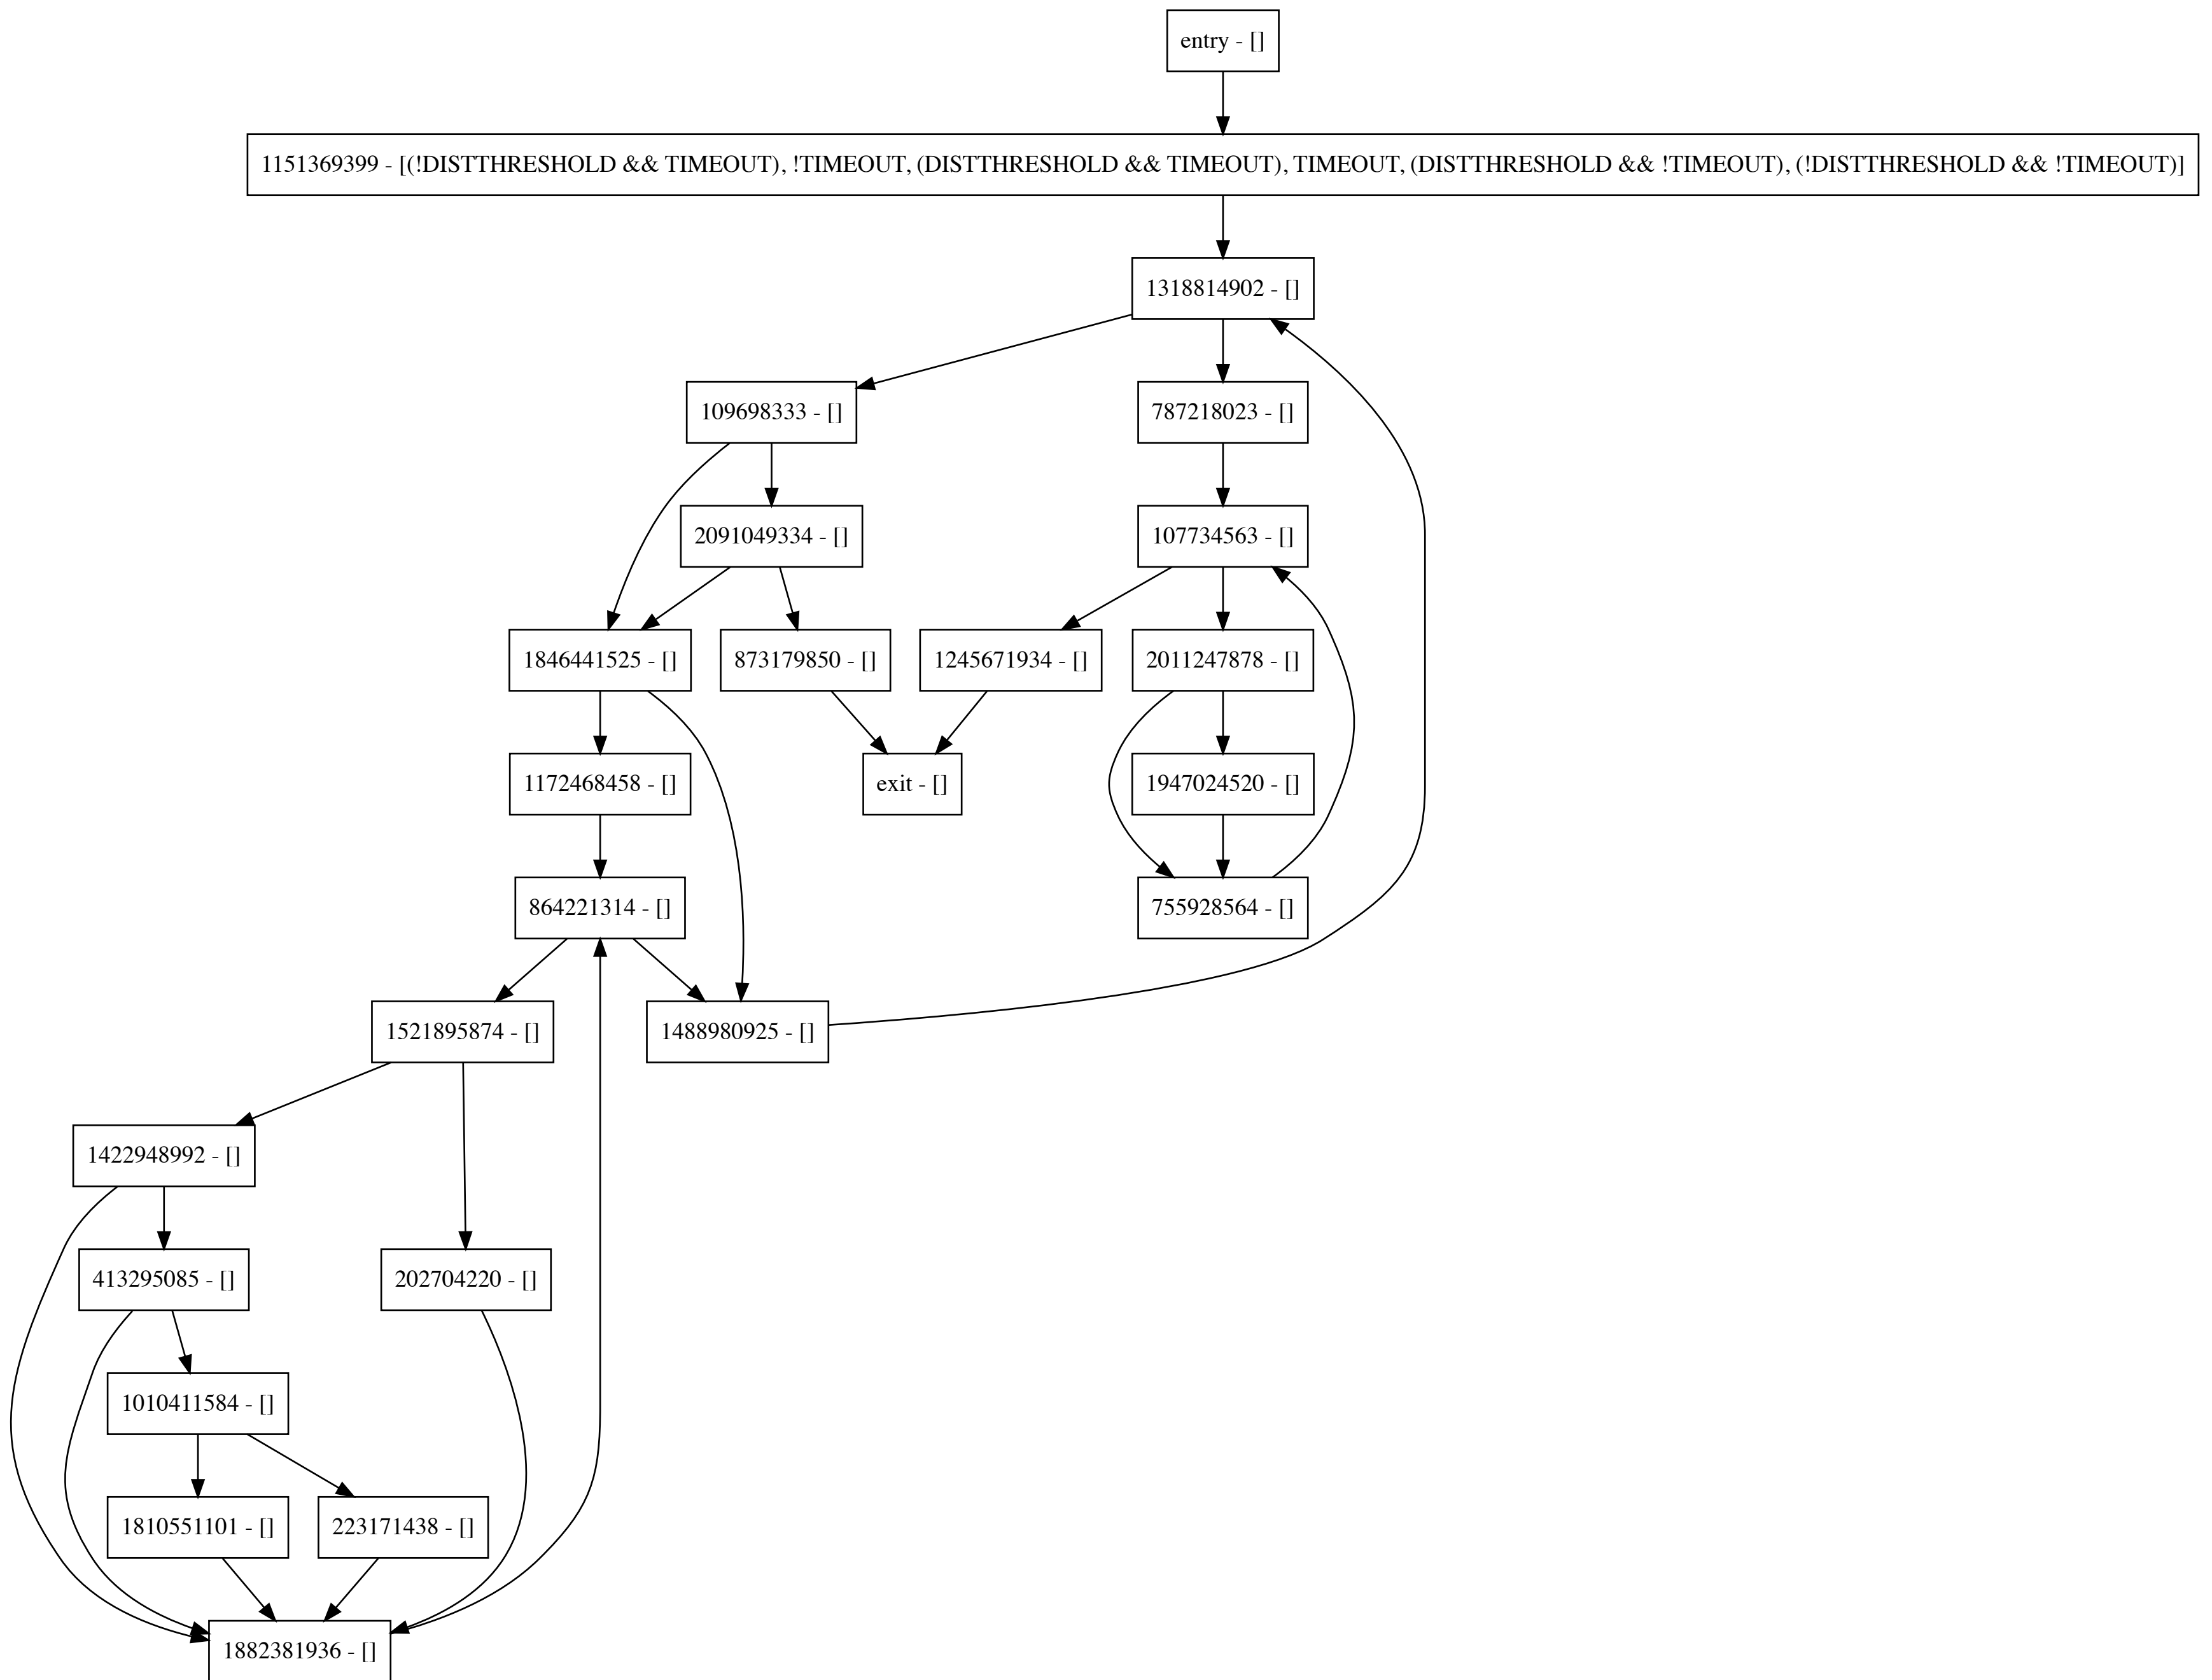 entry - []
1151369399 - [(!DISTTHRESHOLD && TIMEOUT), !TIMEOUT, (DISTTHRESHOLD && TIMEOUT), TIMEOUT, (DISTTHRESHOLD && !TIMEOUT), (!DISTTHRESHOLD && !TIMEOUT)]
1318814902 - []
109698333 - []
787218023 - []
2091049334 - []
107734563 - []
1846441525 - []
873179850 - []
1245671934 - []
2011247878 - []
1172468458 - []
exit - []
1947024520 - []
864221314 - []
755928564 - []
1521895874 - []
1488980925 - []
1422948992 - []
413295085 - []
202704220 - []
1010411584 - []
1810551101 - []
223171438 - []
1882381936 - []